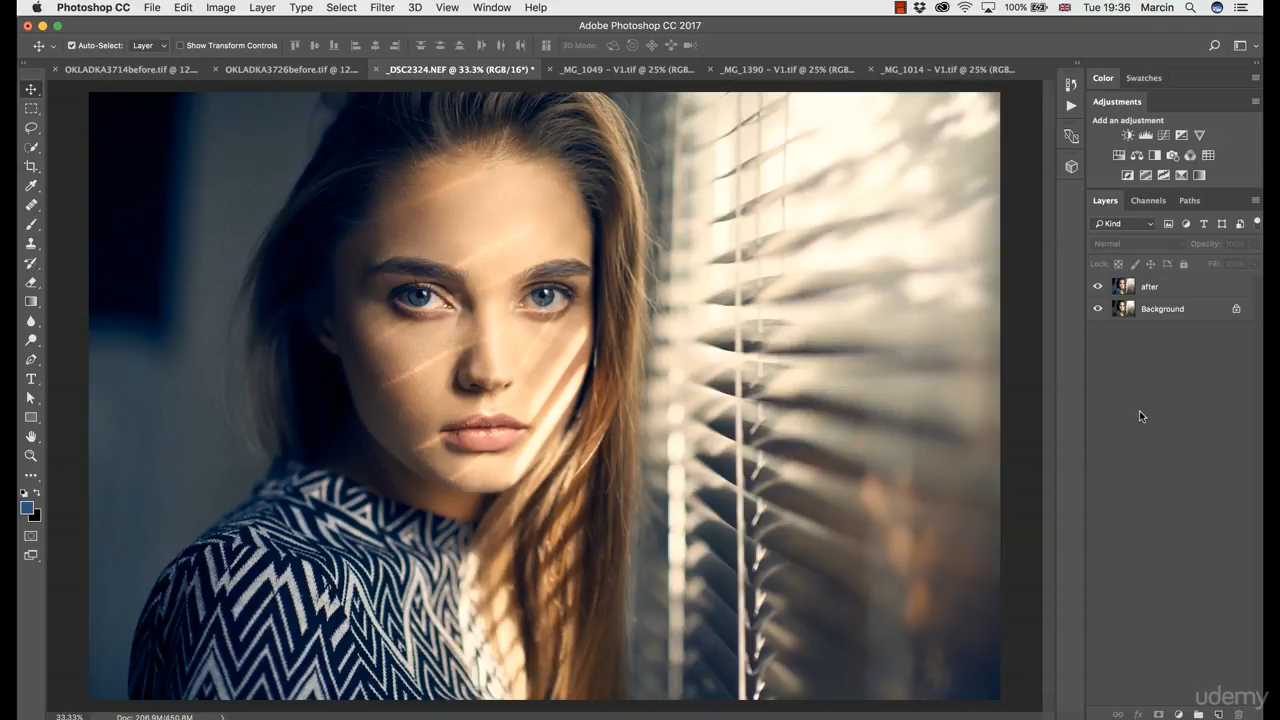 Photoshop CC File Edit Image Layer Type Select Filter 3D View Window Help 100% Tue 19:36 Marcin
Adobe Photoshop CC 2017
Auto-Select: Layer Show Transform Controls 3D Mode:
OKLADKA3714before.tif @ 12.... OKLADKA3726before.tif @ 12.... _DSC2324.NEF @ 33.3% (RGB/16*) * _MG_1049 – V1.tif @ 25% (RGB... _MG_1390 – V1.tif @ 25% (RGB... _MG_1014 – V1.tif @ 25% (RGB...
Color Swatches
Adjustments
Add an adjustment
Layers Channels Paths
Kind
Normal Opacity: 100%
Lock: Fill: 100%
after
Background
udemy
33.33% Doc: 206.9M/450.8M